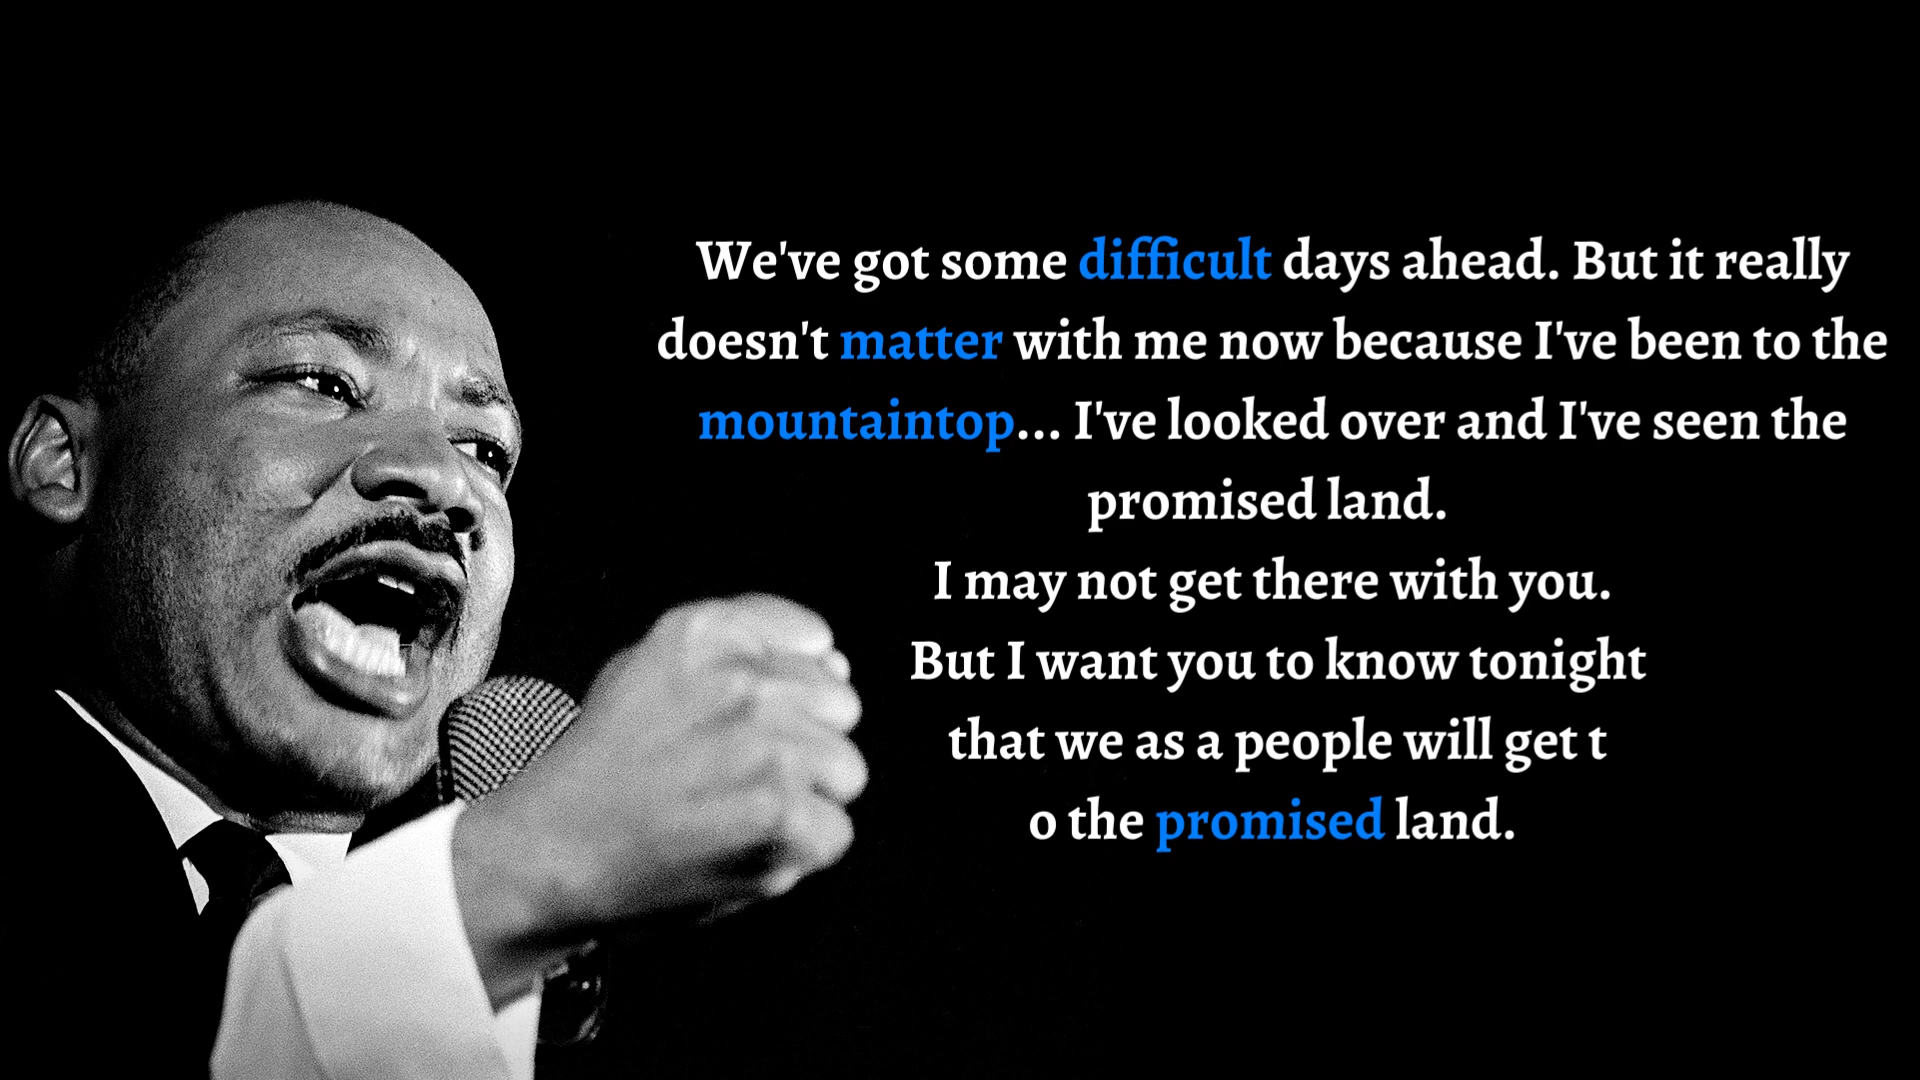 We've got some difficult days ahead. But it really
doesn't matter with me now because I've been to the
mountaintop... I've looked over and I've seen the
promised land.
I may not get there with you.
But I want you to know tonight
that we as a people will get t
o the promised land.